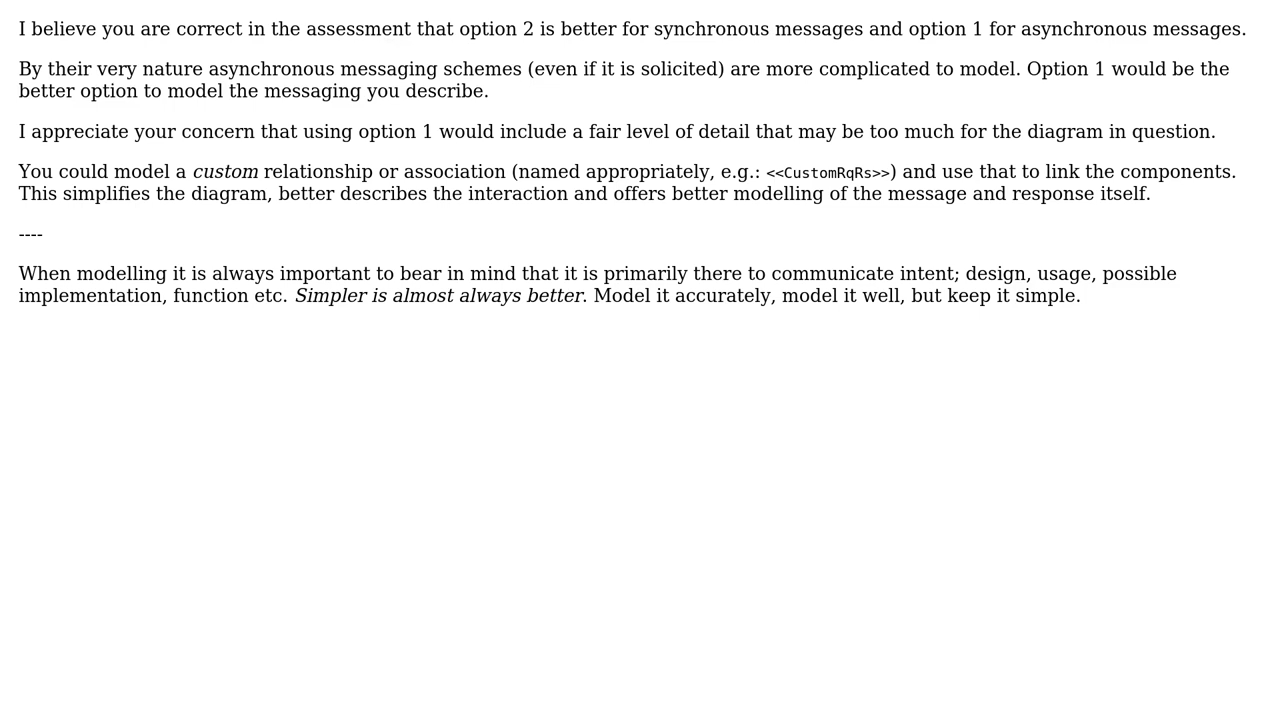 I believe you are correct in the assessment that option 2 is better for synchronous messages and option 1 for asynchronous messages.
By their very nature asynchronous messaging schemes (even if it is solicited) are more complicated to model. Option 1 would be the
better option to model the messaging you describe.
I appreciate your concern that using option 1 would include a fair level of detail that may be too much for the diagram in question.
You could model a custom relationship or association (named appropriately, e.g.: <<CustomRqRs>>) and use that to link the components.
This simplifies the diagram, better describes the interaction and offers better modelling of the message and response itself.
----
When modelling it is always important to bear in mind that it is primarily there to communicate intent; design, usage, possible
implementation, function etc. Simpler is almost always better. Model it accurately, model it well, but keep it simple.